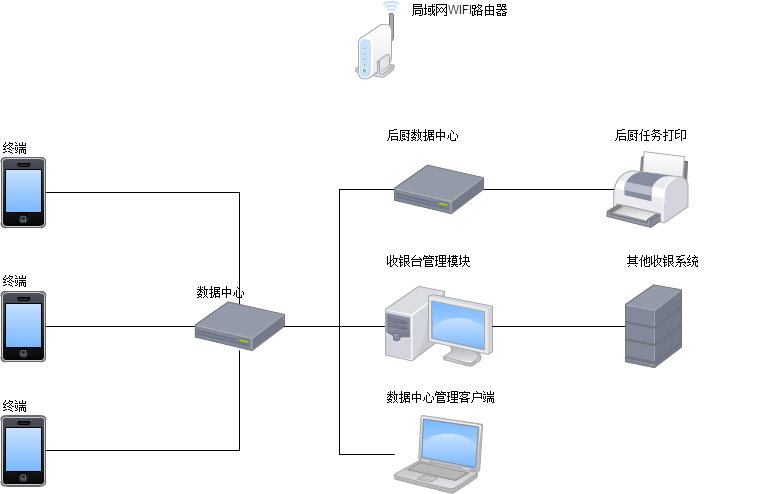 局域网WIFI路由器
后厨数据中心
后厨任务打印
终端
收银台管理模块
其他收银系统
终端
数据中心
数据中心管理客户端
终端